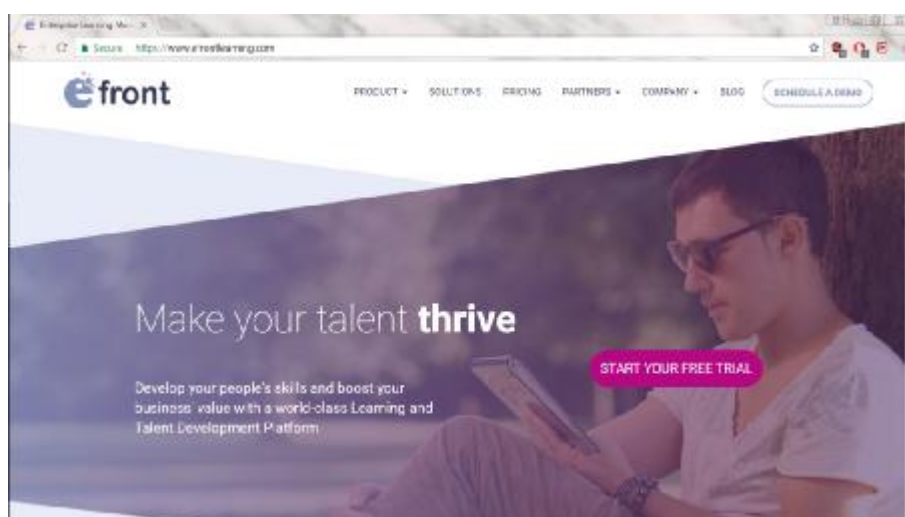 Secure https://www.efrontlearning.com
efront
PRODUCT SOLUTIONS PRICING PARTNERS COMPANY BLOG SCHEDULE A DEMO
Make your talent thrive
START YOUR FREE TRIAL
Develop your people's skills and boost your
business value with a world-class Learning and
Talent Development Platform